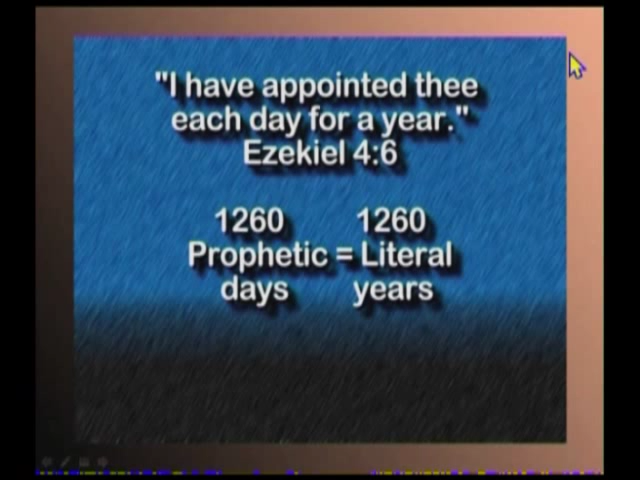 "I have appointed thee
each day for a year."
Ezekiel 4:6
1260 1260
Prophetic = Literal
days years